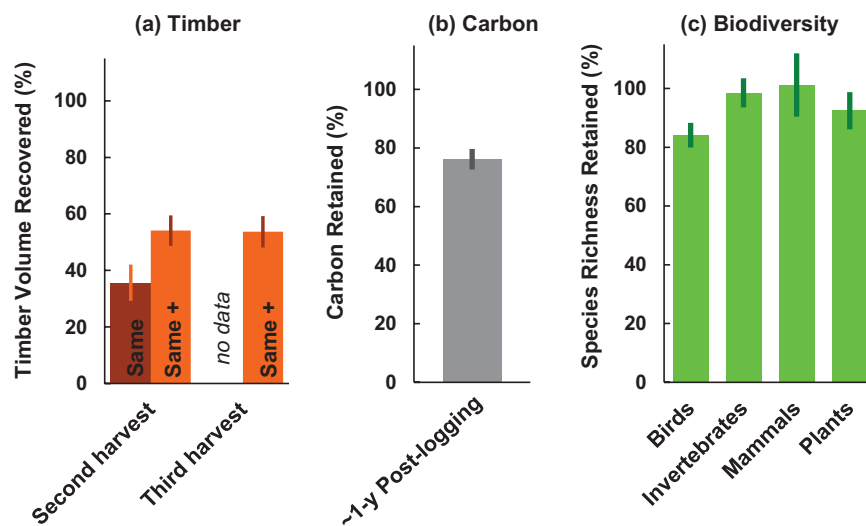 (a) Timber
Timber Volume Recovered (%)
100
80
60
40
20
0
Same
Same +
no data
Same +
Second harvest
Third harvest
(b) Carbon
Carbon Retained (%)
100
80
60
40
20
0
~1-y Post-logging
(c) Biodiversity
Species Richness Retained (%)
100
80
60
40
20
0
Birds
Invertebrates
Mammals
Plants